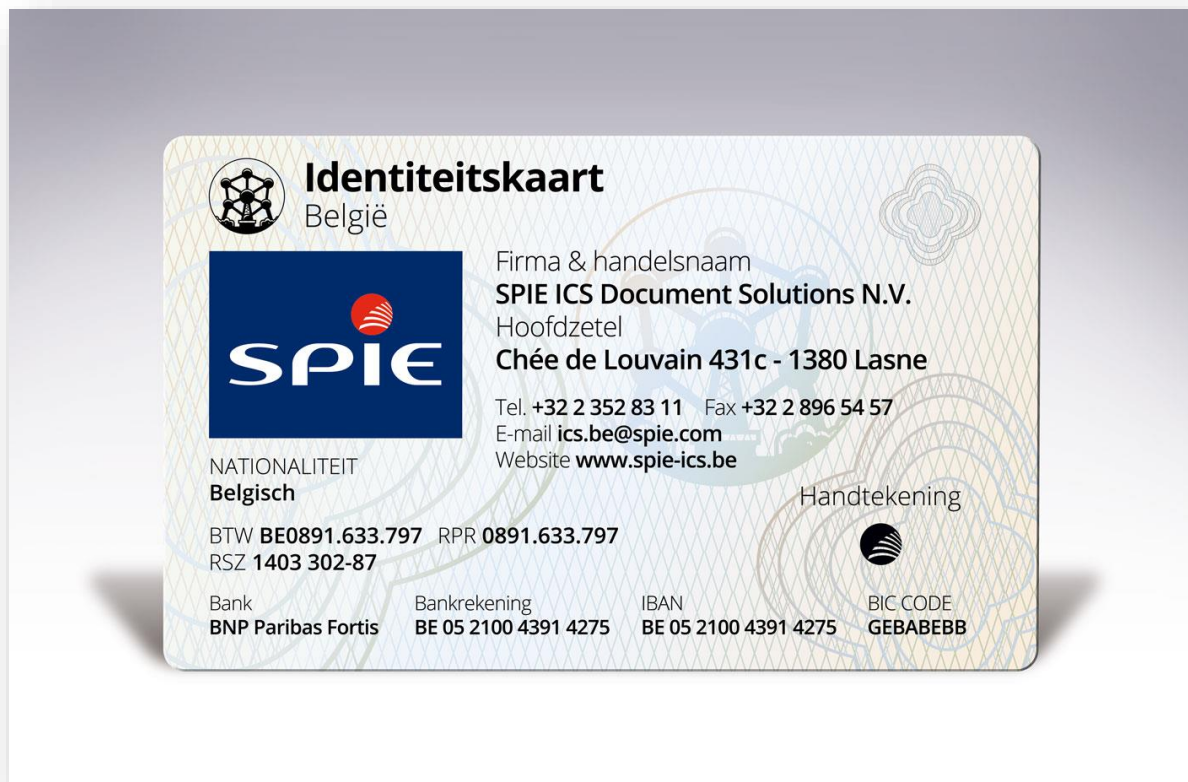 Identiteitskaart
België
SPIE
Firma & handelsnaam
SPIE ICS Document Solutions N.V.
Hoofdzetel
Chée de Louvain 431c - 1380 Lasne
Tel. +32 2 352 83 11 Fax +32 2 896 54 57
E-mail ics.be@spie.com
Website www.spie-ics.be
NATIONALITEIT
Belgisch
Handtekening
BTW BE0891.633.797 RPR 0891.633.797
RSZ 1403 302-87
Bank Bankrekening IBAN BIC CODE
BNP Paribas Fortis BE 05 2100 4391 4275 BE 05 2100 4391 4275 GEBABEBB